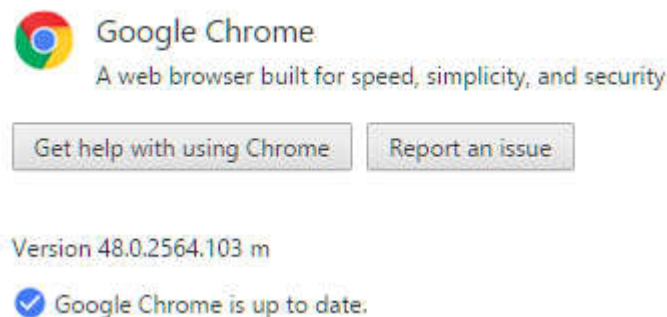 Google Chrome
A web browser built for speed, simplicity, and security
Get help with using Chrome Report an issue
Version 48.0.2564.103 m
Google Chrome is up to date.